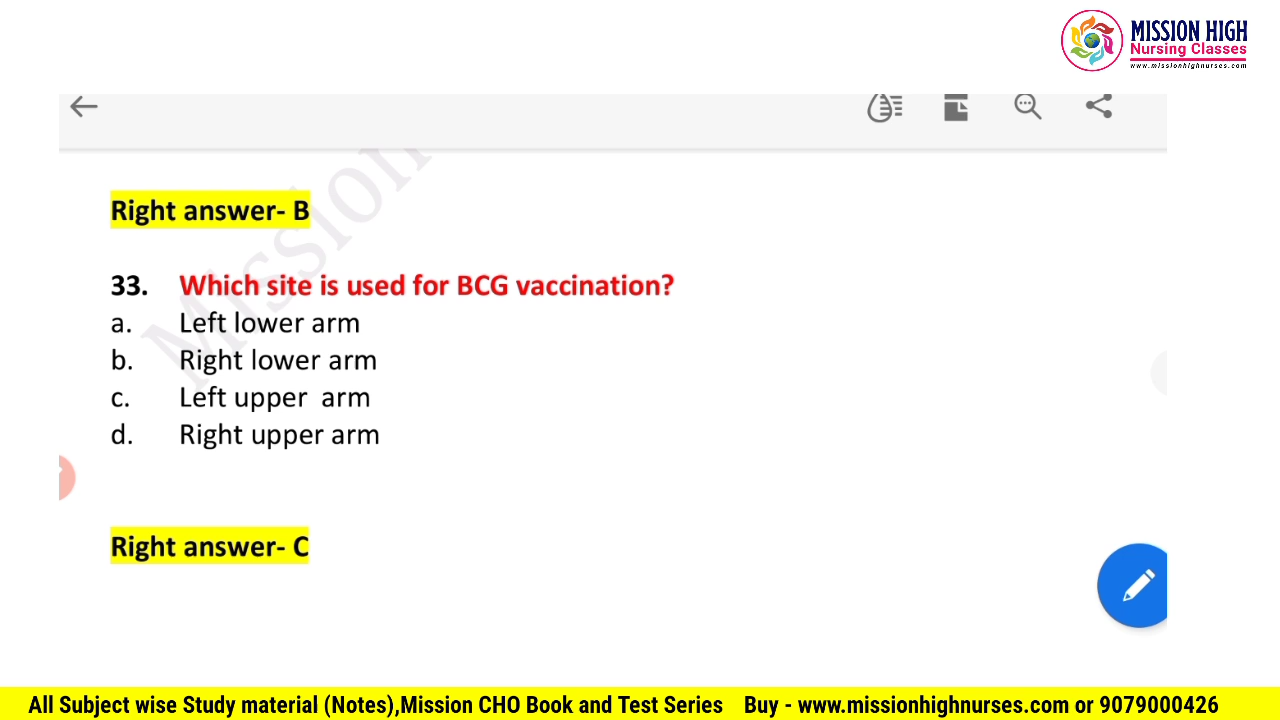 MISSION HIGH
Nursing Classes
www.missionhighnurses.com
Mission
Right answer- B
33. Which site is used for BCG vaccination?
a. Left lower arm
b. Right lower arm
c. Left upper arm
d. Right upper arm
Right answer- C
All Subject wise Study material (Notes),Mission CHO Book and Test Series Buy - www.missionhighnurses.com or 9079000426